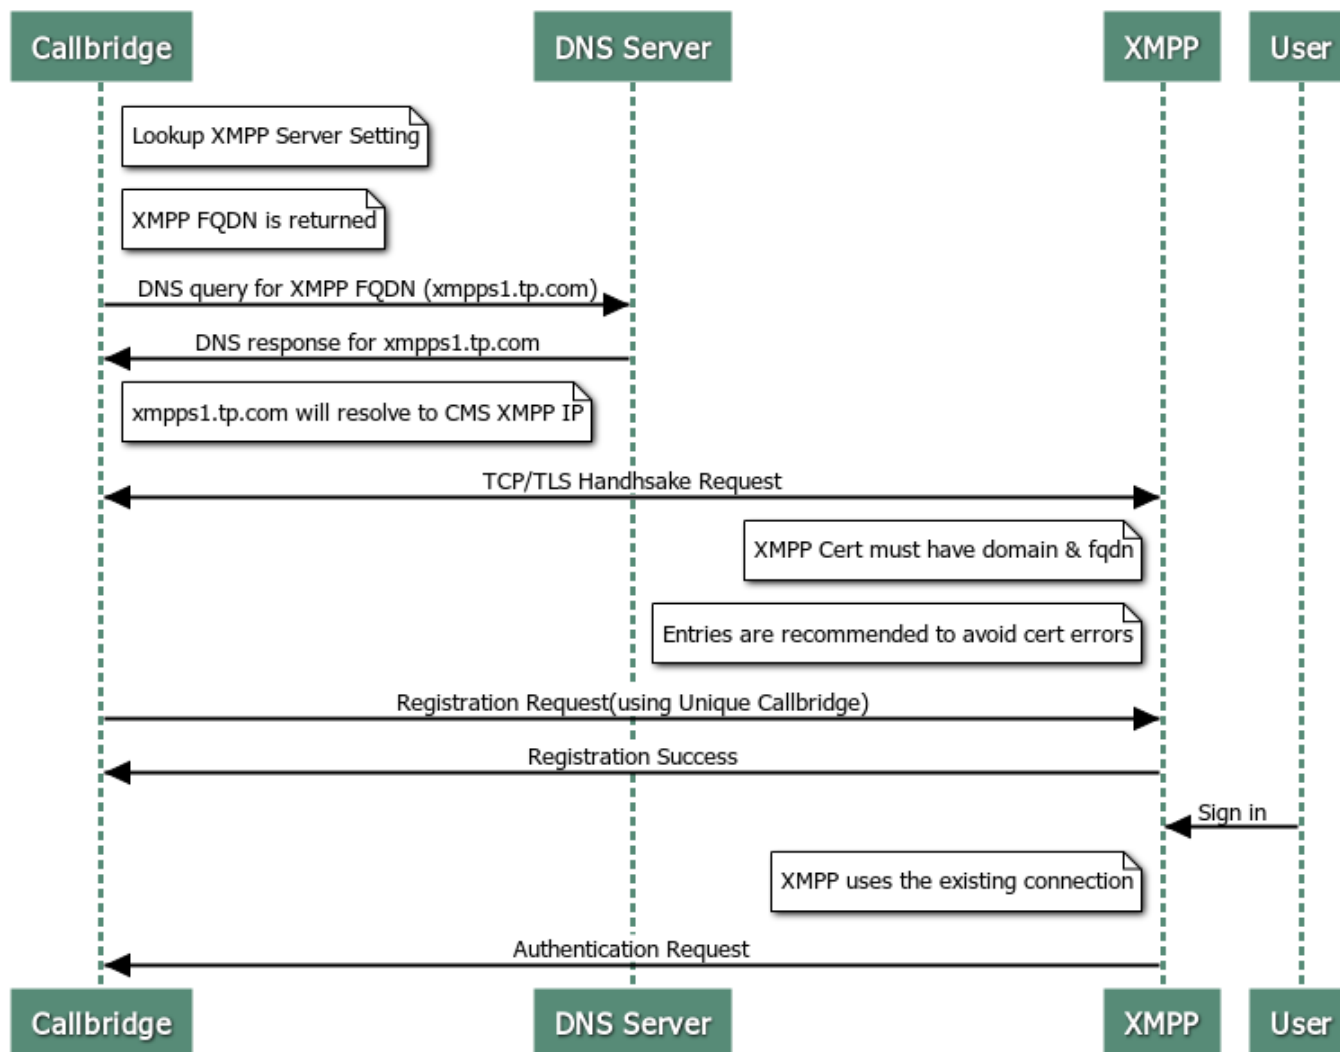 Callbridge
DNS Server
XMPP
User
Lookup XMPP Server Setting
XMPP FQDN is returned
DNS query for XMPP FQDN (xmpps1.tp.com)
DNS response for xmpps1.tp.com
xmpps1.tp.com will resolve to CMS XMPP IP
TCP/TLS Handhsake Request
XMPP Cert must have domain & fqdn
Entries are recommended to avoid cert errors
Registration Request(using Unique Callbridge)
Registration Success
Sign in
XMPP uses the existing connection
Authentication Request
Callbridge
DNS Server
XMPP
User